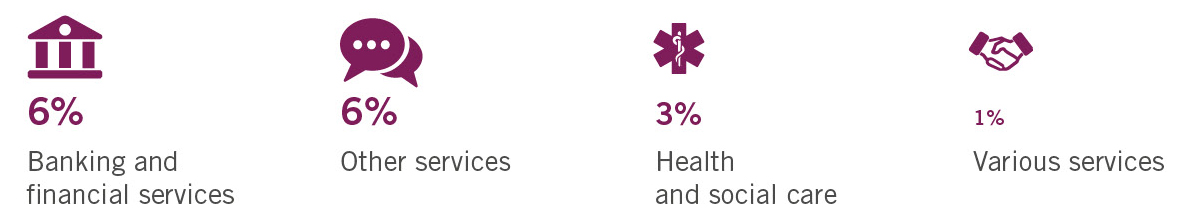 6%
Banking and
financial services
6%
Other services
3%
Health
and social care
1%
Various services